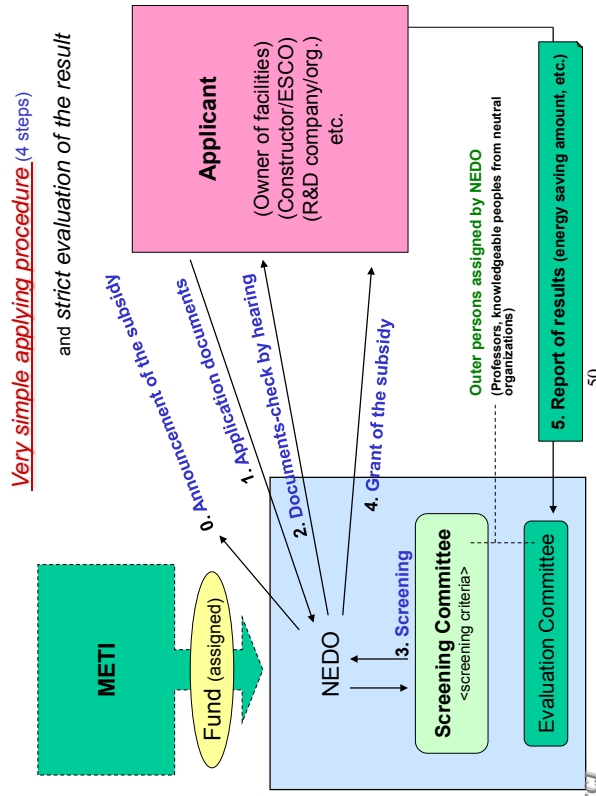 Very simple applying procedure (4 steps)
and strict evaluation of the result
METI
Fund (assigned)
NEDO
0. Announcement of the subsidy
1. Application documents
2. Documents-check by hearing
4. Grant of the subsidy
3. Screening
Applicant
(Owner of facilities)
(Constructor/ESCO)
(R&D company/org.)
etc.
Screening Committee
<screening criteria>
Evaluation Committee
Outer persons assigned by NEDO
(Professors, knowledgeable peoples from neutral
organizations)
5. Report of results (energy saving amount, etc.)
50